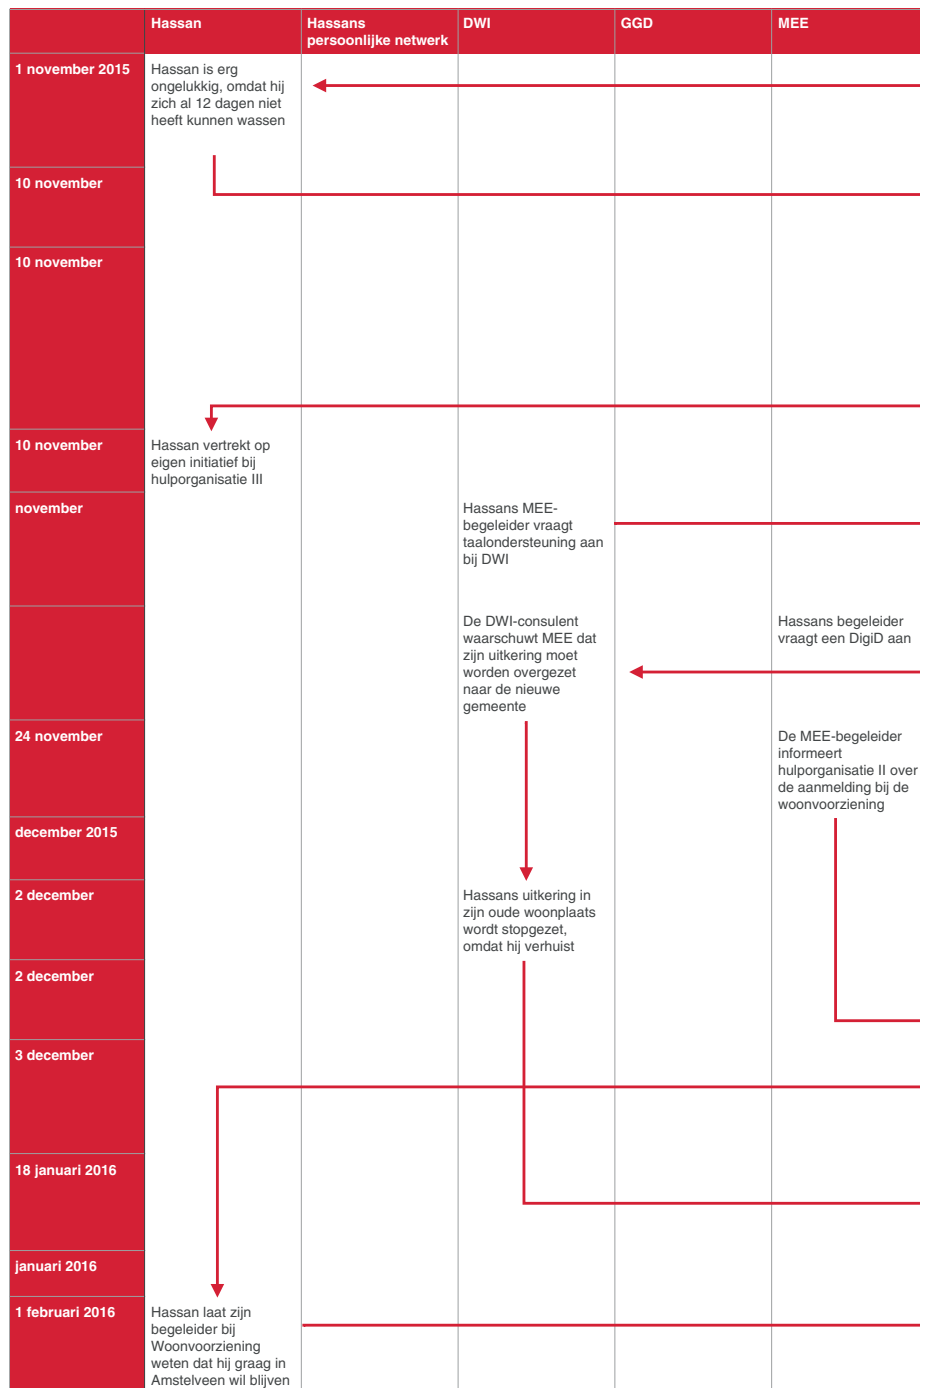 Hassan
Hassans
persoonlijke netwerk
DWI
GGD
MEE
1 november 2015
Hassan is erg
ongelukkig, omdat hij
zich al 12 dagen niet
heeft kunnen wassen
10 november
10 november
10 november
Hassan vertrekt op
eigen initiatief bij
hulporganisatie III
november
Hassans MEE-
begeleider vraagt
taalondersteuning aan
bij DWI
De DWI-consulent
waarschuwt MEE dat
zijn uitkering moet
worden overgezet
naar de nieuwe
gemeente
Hassans begeleider
vraagt een DigiD aan
24 november
De MEE-begeleider
informeert
hulporganisatie II over
de aanmelding bij de
woonvoorziening
december 2015
2 december
Hassans uitkering in
zijn oude woonplaats
wordt stopgezet,
omdat hij verhuist
2 december
3 december
18 januari 2016
januari 2016
1 februari 2016
Hassan laat zijn
begeleider bij
Woonvoorziening
weten dat hij graag in
Amstelveen wil blijven